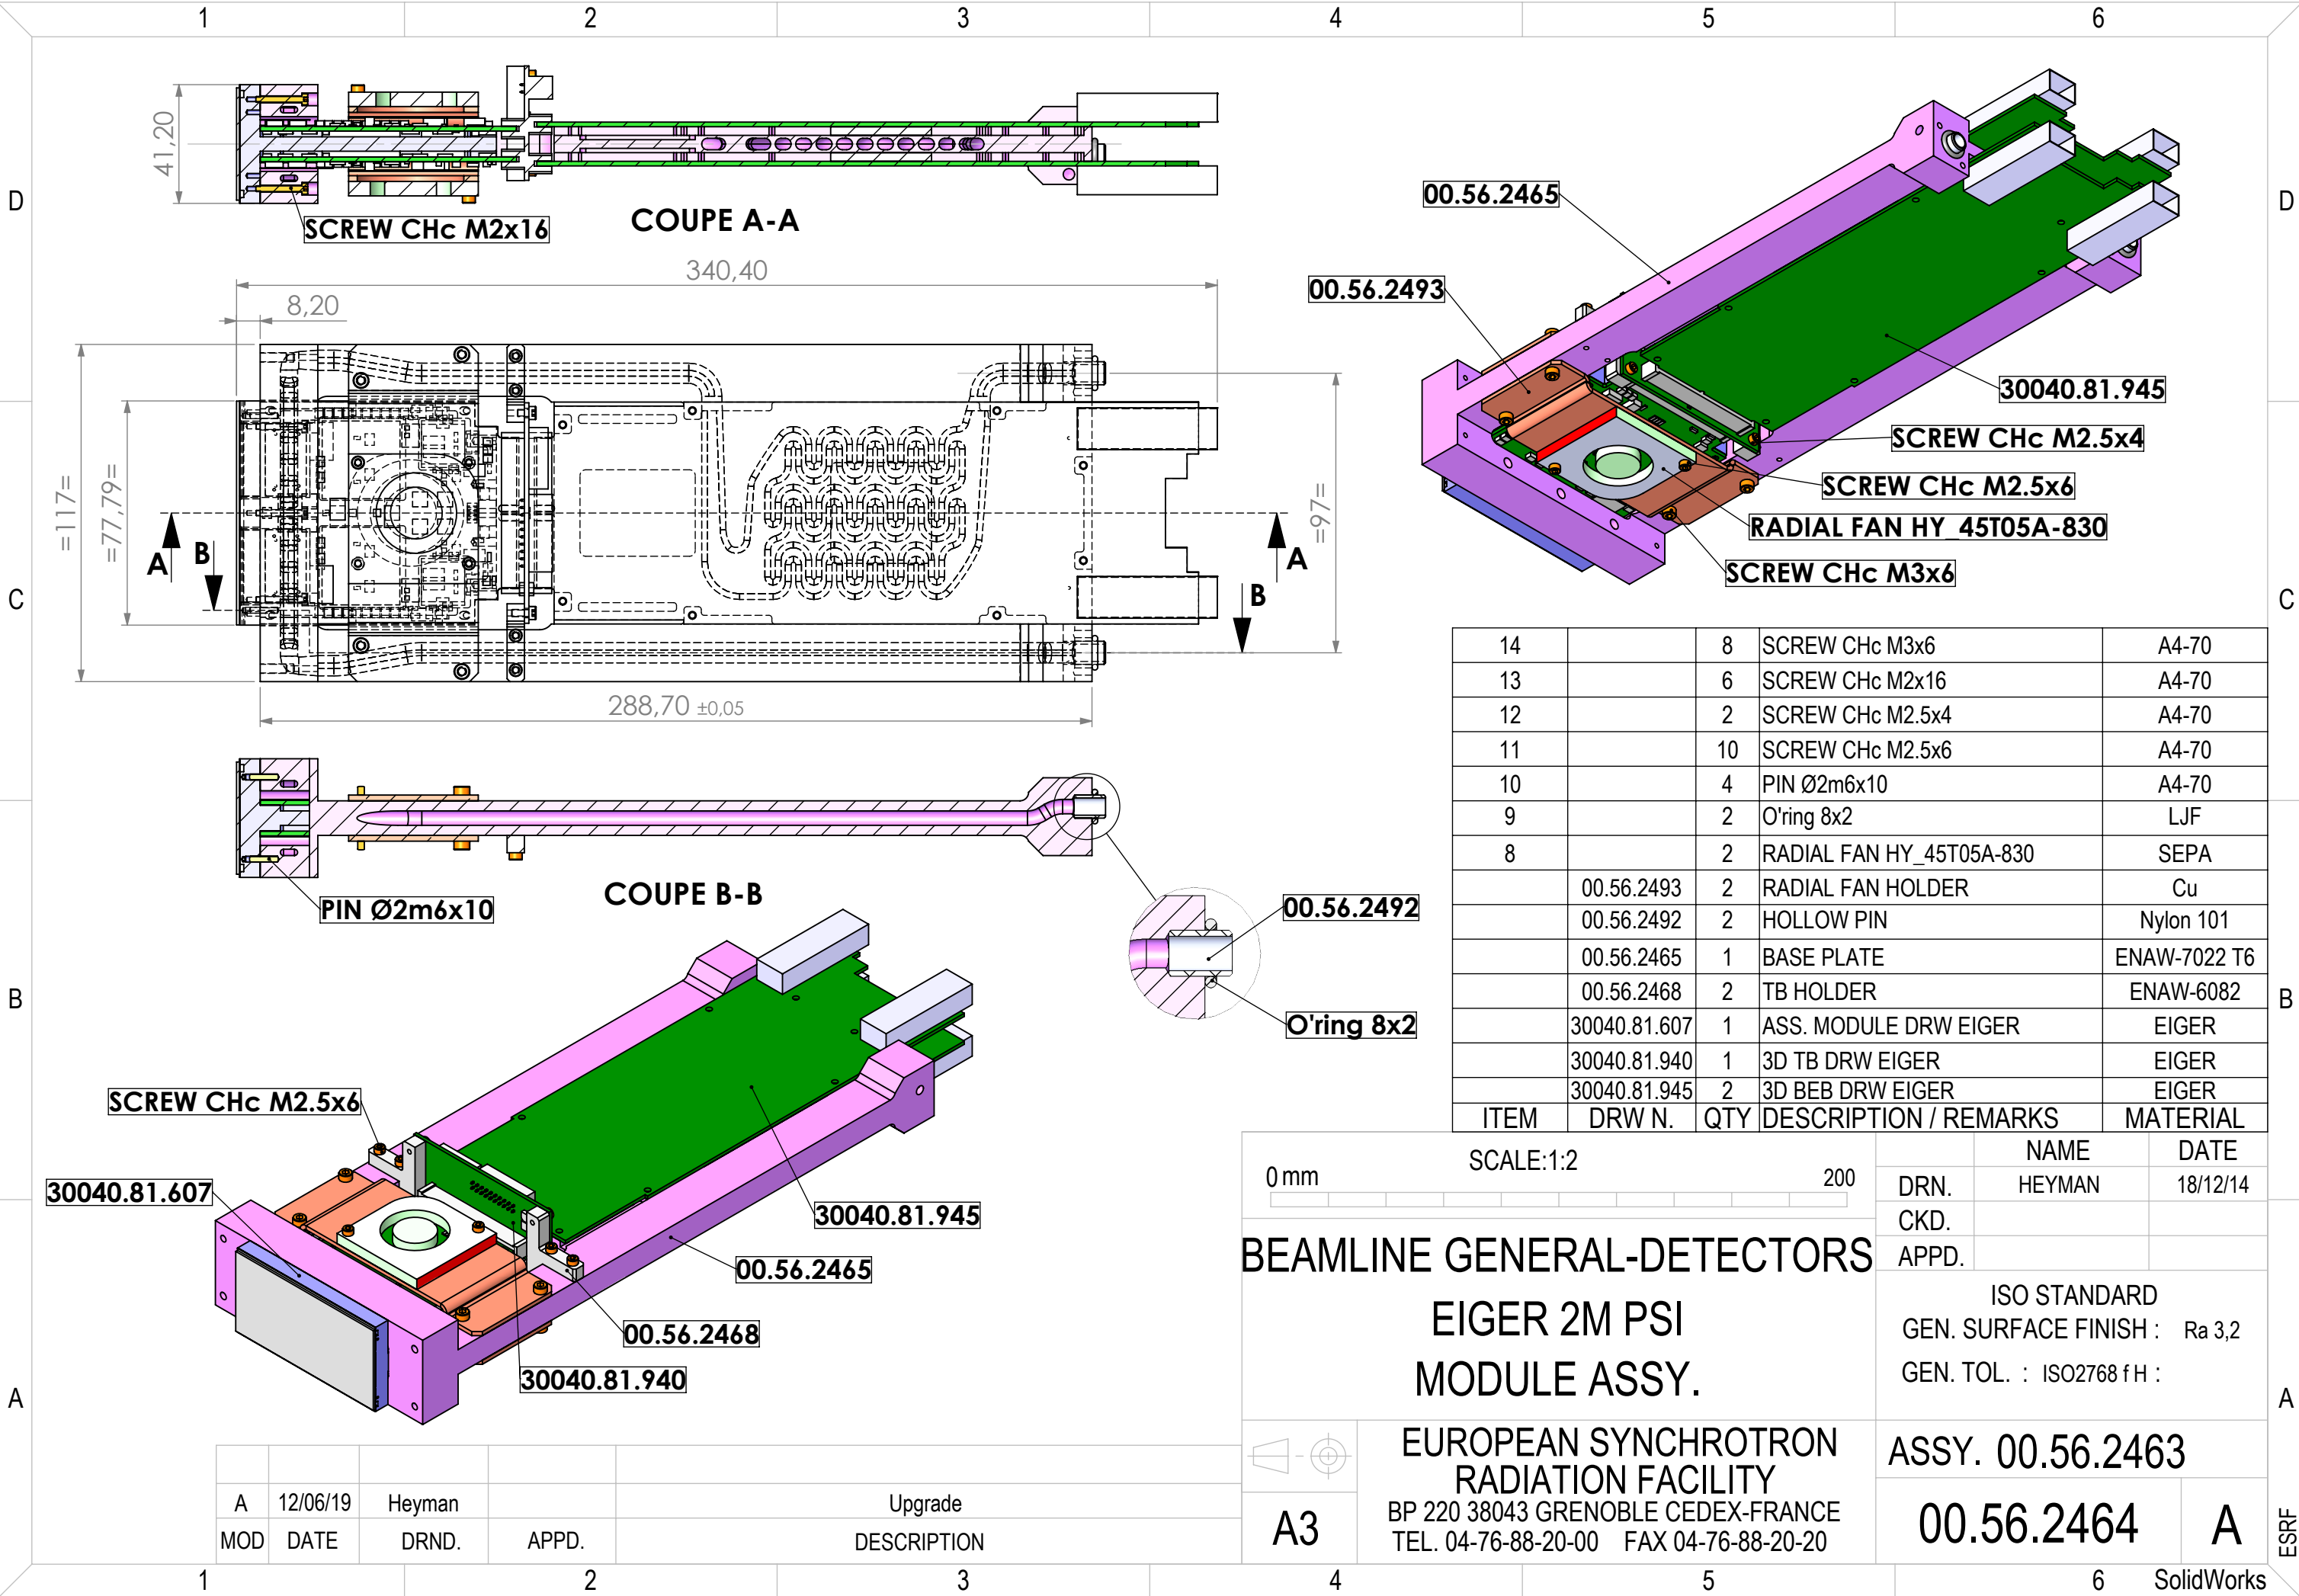 1 2 3 4 5 6
D
C
B
A
D
C
B
A
41,20
SCREW CHc M2x16
COUPE A-A
340,40
8,20
=117=
=77,79=
A
B
A
B
=97=
288,70 ±0,05
PIN Ø2m6x10
COUPE B-B
00.56.2492
O'ring 8x2
00.56.2465
00.56.2493
30040.81.945
SCREW CHc M2.5x4
SCREW CHc M2.5x6
RADIAL FAN HY_45T05A-830
SCREW CHc M3x6
SCREW CHc M2.5x6
30040.81.607
30040.81.945
00.56.2465
00.56.2468
30040.81.940
14 8 SCREW CHc M3x6 A4-70
13 6 SCREW CHc M2x16 A4-70
12 2 SCREW CHc M2.5x4 A4-70
11 10 SCREW CHc M2.5x6 A4-70
10 4 PIN Ø2m6x10 A4-70
9 2 O'ring 8x2 LJF
8 2 RADIAL FAN HY_45T05A-830 SEPA
00.56.2493 2 RADIAL FAN HOLDER Cu
00.56.2492 2 HOLLOW PIN Nylon 101
00.56.2465 1 BASE PLATE ENAW-7022 T6
00.56.2468 2 TB HOLDER ENAW-6082
30040.81.607 1 ASS. MODULE DRW EIGER EIGER
30040.81.940 1 3D TB DRW EIGER EIGER
30040.81.945 2 3D BEB DRW EIGER EIGER
ITEM DRW N. QTY DESCRIPTION / REMARKS MATERIAL
SCALE:1:2
0 mm 200
NAME DATE
DRN. HEYMAN 18/12/14
CKD.
APPD.
BEAMLINE GENERAL-DETECTORS
EIGER 2M PSI
MODULE ASSY.
ISO STANDARD
GEN. SURFACE FINISH : Ra 3,2
GEN. TOL. : ISO2768 f H :
A3
EUROPEAN SYNCHROTRON
RADIATION FACILITY
BP 220 38043 GRENOBLE CEDEX-FRANCE
TEL. 04-76-88-20-00 FAX 04-76-88-20-20
ASSY. 00.56.2463
00.56.2464 A
ESRF
A 12/06/19 Heyman Upgrade
MOD DATE DRND. APPD. DESCRIPTION
1 2 3 4 5 6
SolidWorks